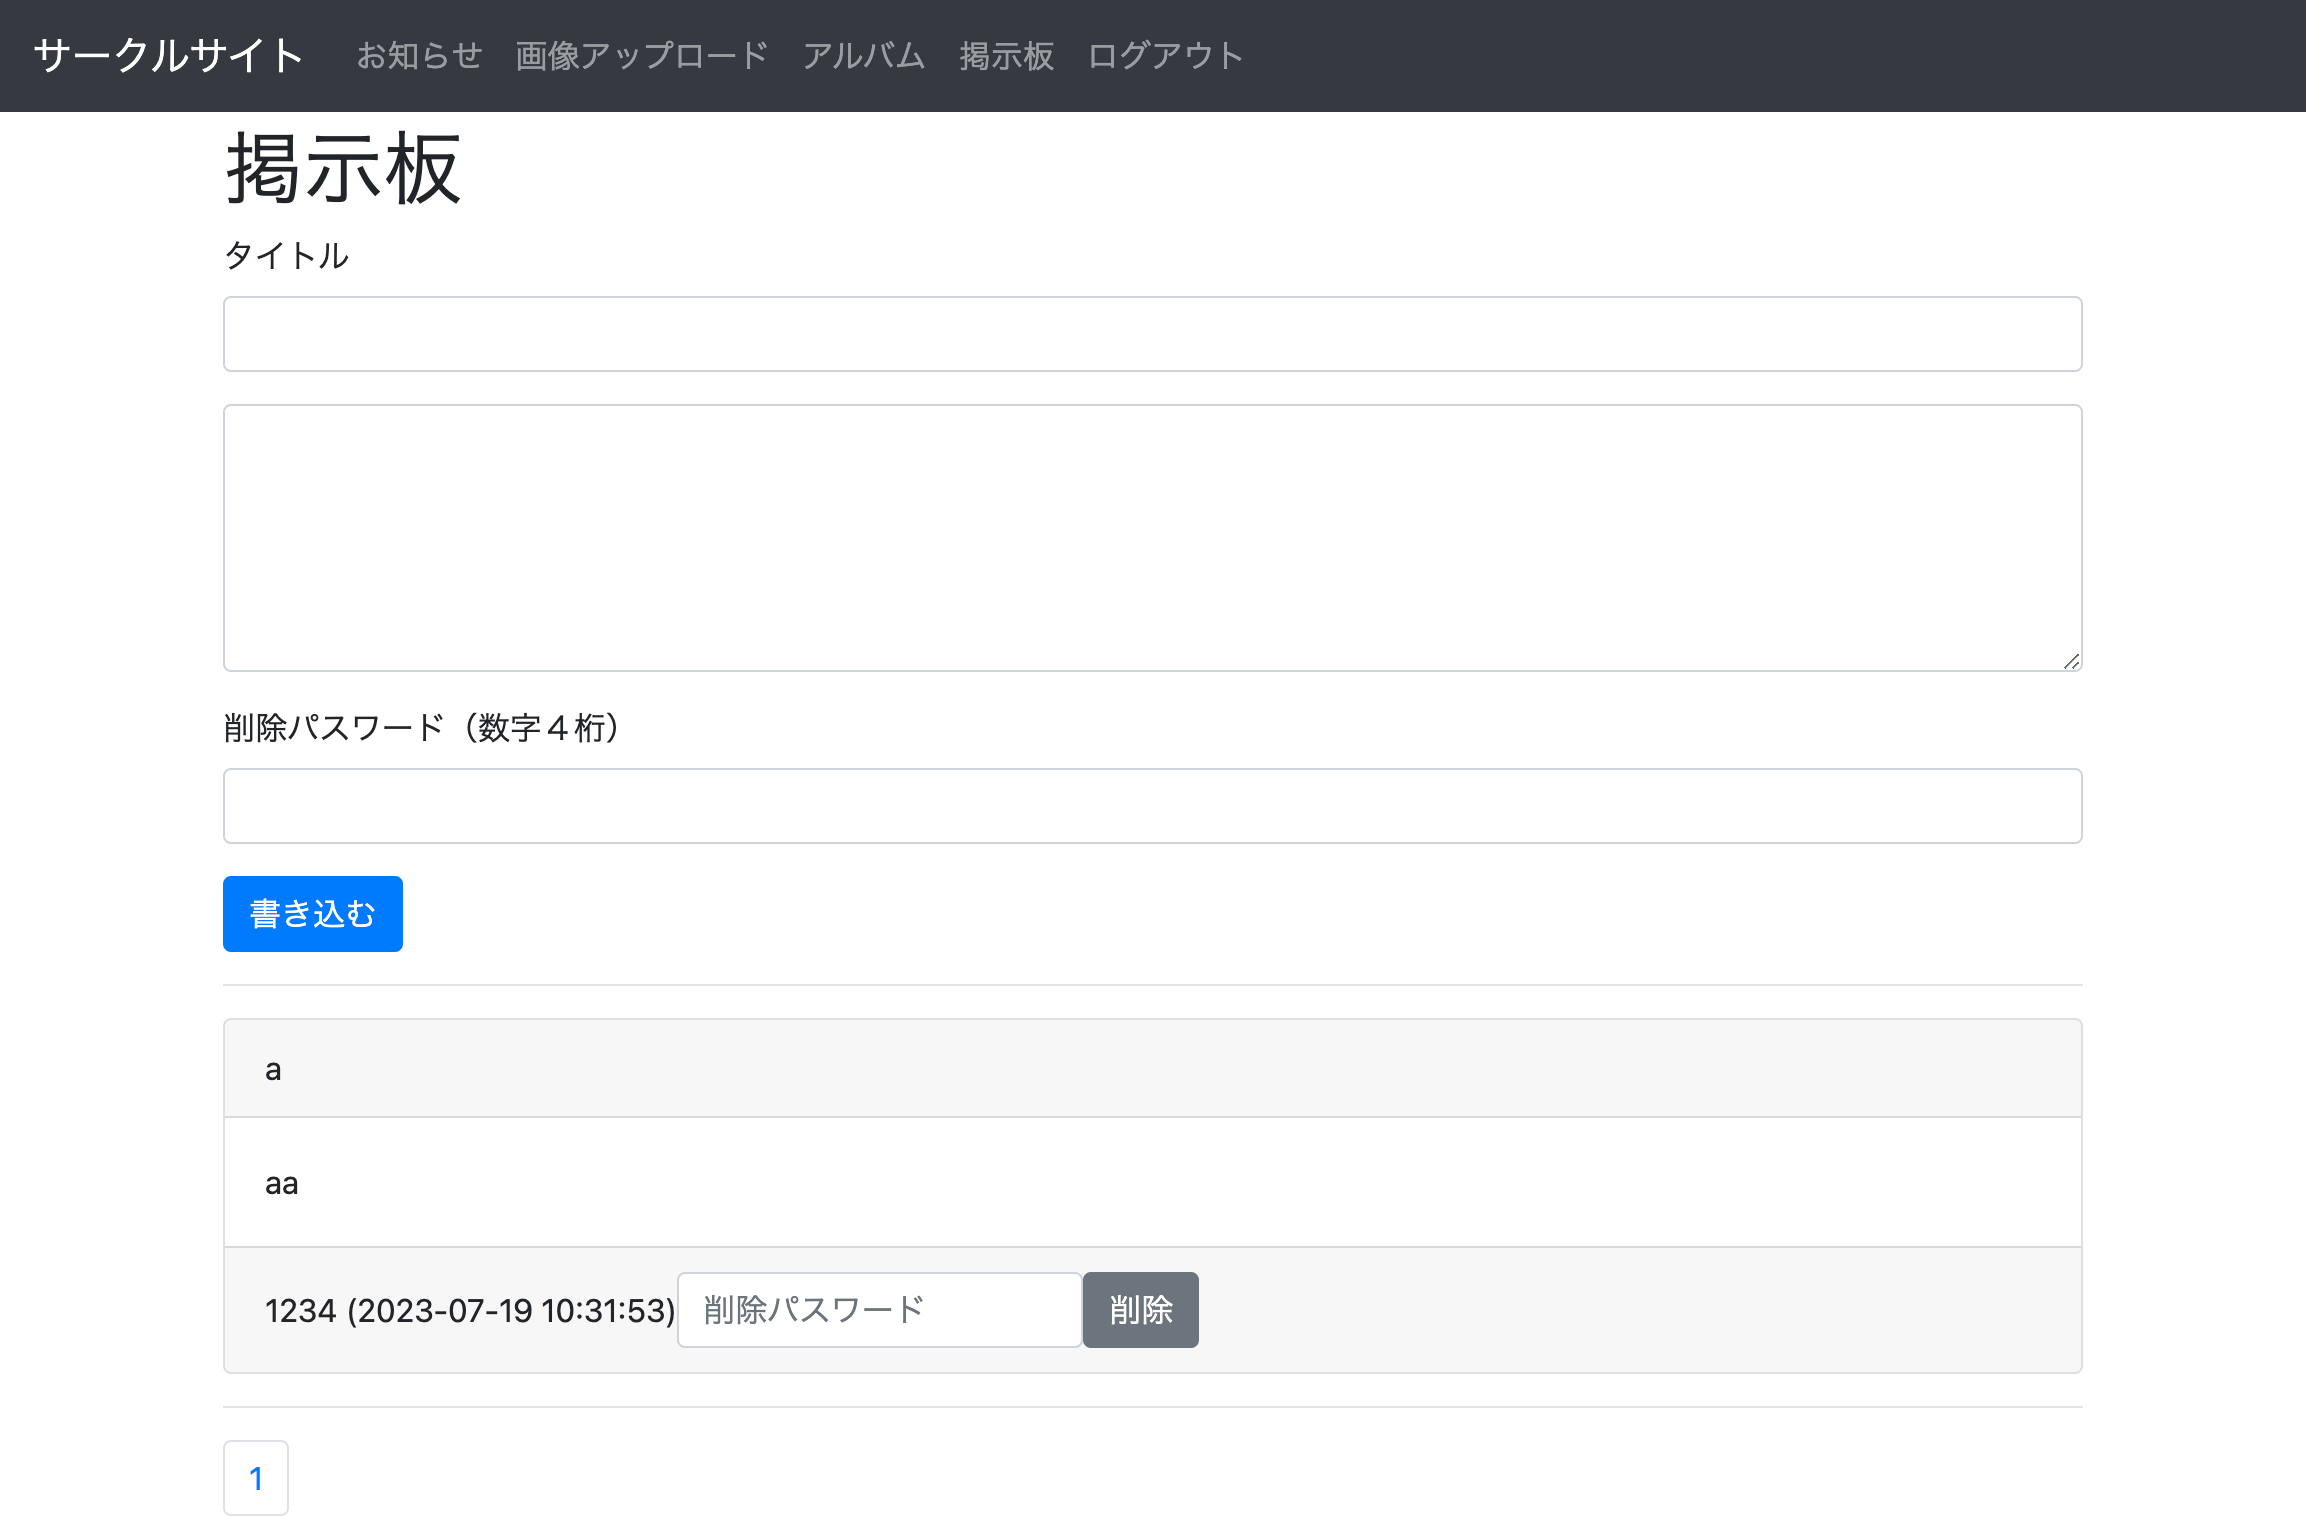 サークルサイト お知らせ 画像アップロード アルバム 掲示板 ログアウト
掲示板
タイトル
削除パスワード（数字４桁）
書き込む
a
aa
1234 (2023-07-19 10:31:53) 削除パスワード 削除
1